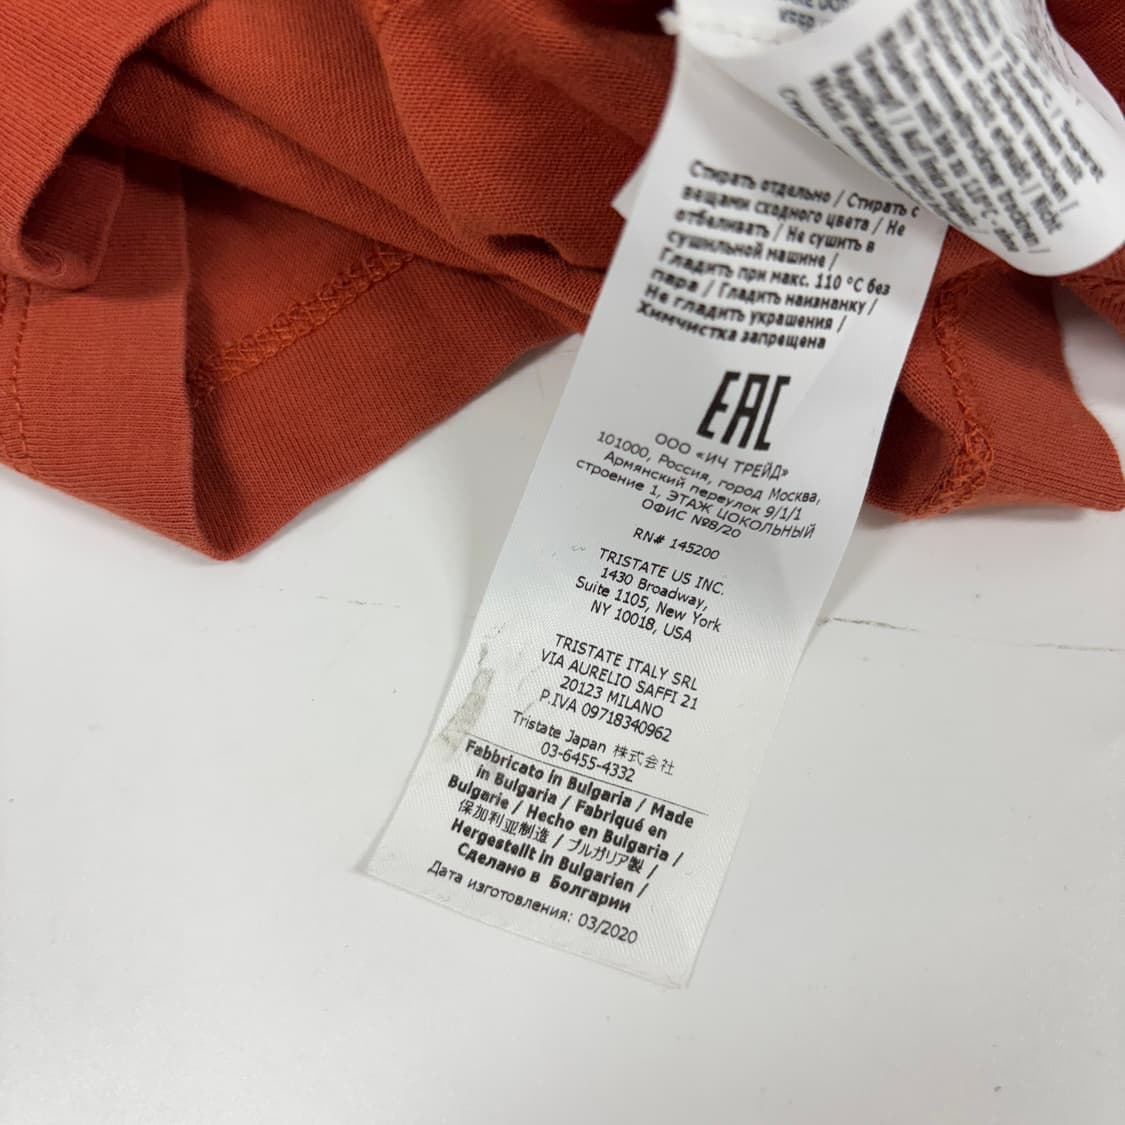 Стирать отдельно / Стирать с
вещами сходного цвета / Не
отбеливать / Не сушить в
сушильной машине /
Гладить при макс. 110 °C без
пара / Гладить наизнанку /
Не гладить украшения /
Химчистка запрещена
EAC
ООО «ИЧ ТРЕЙД»
101000, Россия, город Москва,
Армянский переулок 9/1/1
строение 1, ЭТАЖ ЦОКОЛЬНЫЙ
ОФИС №8/20
RN# 145200
TRISTATE US INC.
1430 Broadway,
Suite 1105, New York
NY 10018, USA
TRISTATE ITALY SRL
VIA AURELIO SAFFI 21
20123 MILANO
P.IVA 09718340962
Tristate Japan 株式会社
03-6455-4332
Fabbricato in Bulgaria / Made
in Bulgaria / Fabriqué en
Bulgarie / Hecho en Bulgaria /
保加利亚制造 / ブルガリア製 /
Hergestellt in Bulgarien /
Сделано в Болгарии
Дата изготовления: 03/2020